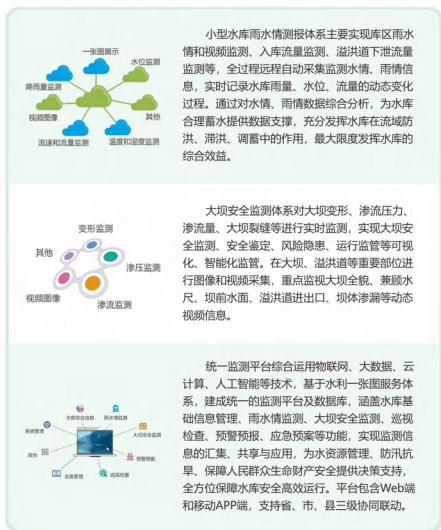 一张图展示
水位监测
降雨量监测
视频图像
其他
流速和流量监测
温度和湿度监测
小型水库雨水情测报体系主要实现库区雨水
情和视频监测、入库流量监测、溢洪道下泄流量
监测等，全过程远程自动采集监测水情、雨情信
息，实时记录水库雨量、水位、流量的动态变化
过程。通过对水情、雨情数据综合分析，为水库
合理蓄水提供数据支撑，充分发挥水库在流域防
洪、滞洪、调蓄中的作用，最大限度发挥水库的
综合效益。
变形监测
其他
渗压监测
视频图像
渗流监测
大坝安全监测体系对大坝变形、渗流压力、
渗流量、大坝裂缝等进行实时监测，实现大坝安
全监测、安全鉴定、风险隐患、运行监管等可视
化、智能化监管。在大坝、溢洪道等重要部位进
行图像和视频采集，重点监视大坝全貌、兼顾水
尺、坝前水面、溢洪道进出口、坝体渗漏等动态
视频信息。
水库综合信息
雨水情监测
系统管理
大坝安全监测
其他
预警预报
设备管理
巡视检查
统一监测平台综合运用物联网、大数据、云
计算、人工智能等技术，基于水利一张图服务体
系，建成统一的监测平台及数据库，涵盖水库基
础信息管理、雨水情监测、大坝安全监测、巡视
检查、预警预报、应急预案等功能，实现监测信
息的汇集、共享与应用，为水资源管理、防汛抗
旱、保障人民群众生命财产安全提供决策支持，
全方位保障水库安全高效运行。平台包含Web端
和移动APP端，支持省、市、县三级协同联动。